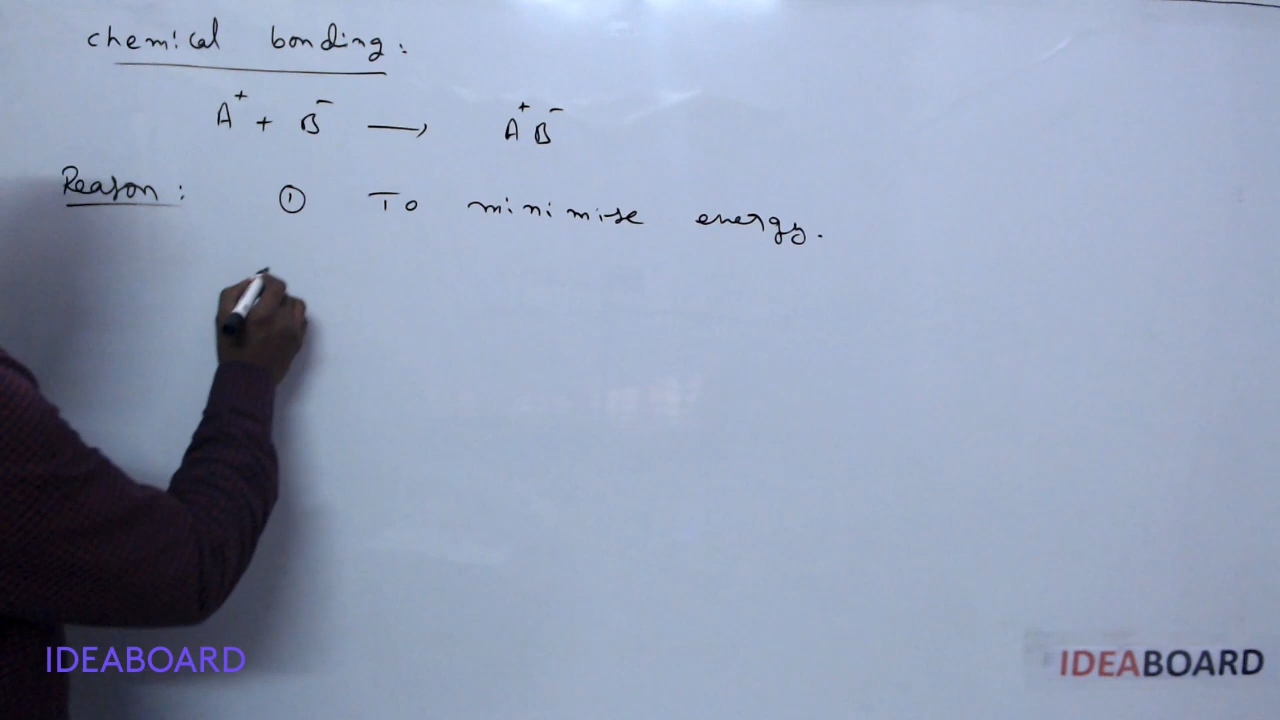 chemical bonding:
A⁺ + B⁻ → A⁺B⁻
Reason: ① To minimise energy.
IDEABOARD
IDEABOARD